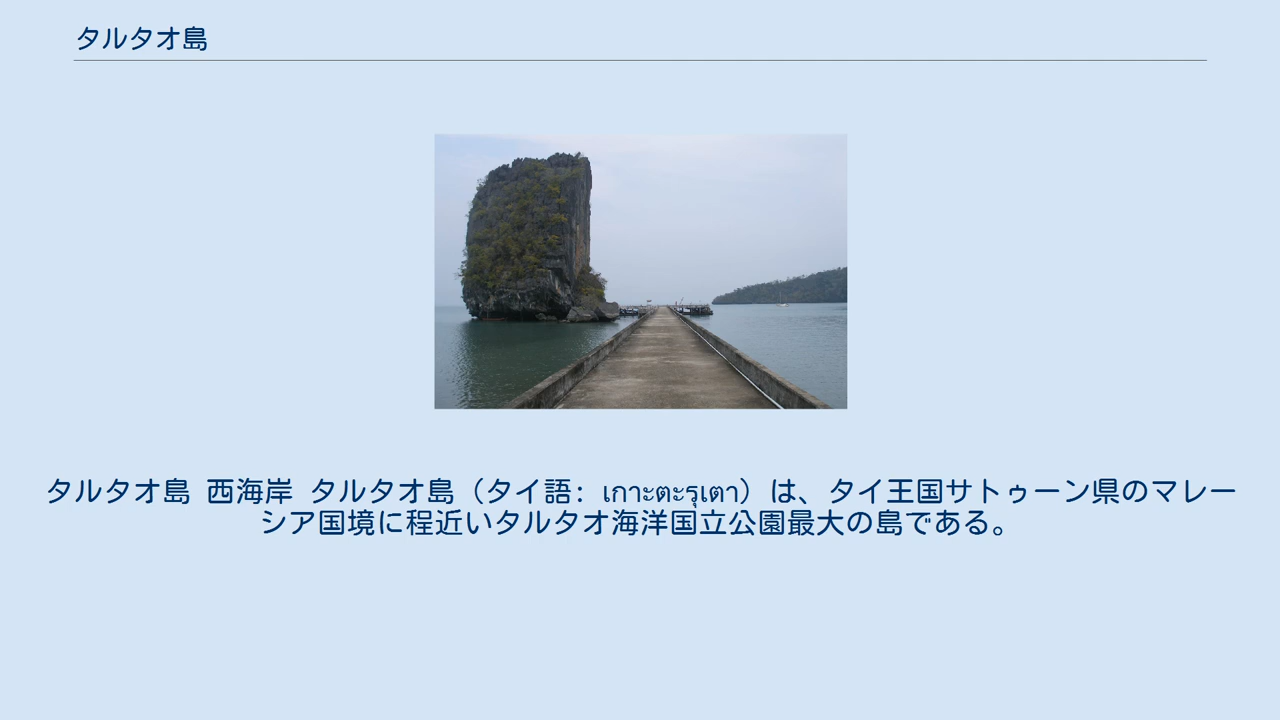 タルタオ島
タルタオ島 西海岸 タルタオ島（タイ語: เกาะตะรุเตา）は、タイ王国サトゥーン県のマレー
シア国境に程近いタルタオ海洋国立公園最大の島である。